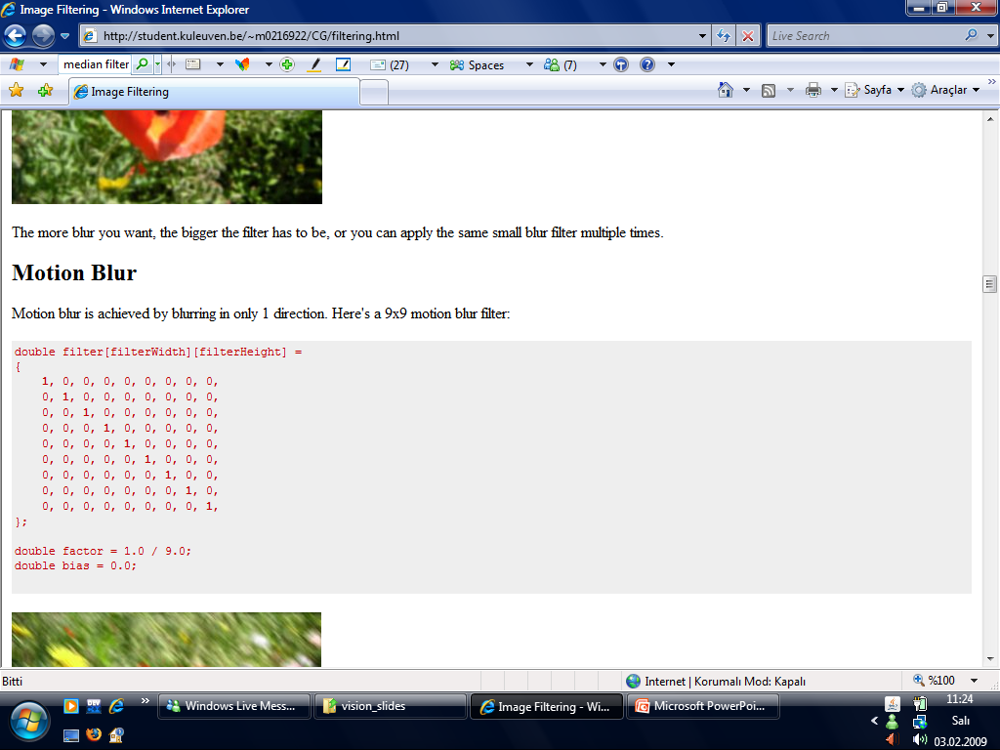 Image Filtering - Windows Internet Explorer
http://student.kuleuven.be/~m0216922/CG/filtering.html
Live Search
median filter
(27)
Spaces
(7)
Image Filtering
Sayfa
Araçlar
The more blur you want, the bigger the filter has to be, or you can apply the same small blur filter multiple times.
Motion Blur
Motion blur is achieved by blurring in only 1 direction. Here's a 9x9 motion blur filter:
double filter[filterWidth][filterHeight] =
{
1, 0, 0, 0, 0, 0, 0, 0, 0,
0, 1, 0, 0, 0, 0, 0, 0, 0,
0, 0, 1, 0, 0, 0, 0, 0, 0,
0, 0, 0, 1, 0, 0, 0, 0, 0,
0, 0, 0, 0, 1, 0, 0, 0, 0,
0, 0, 0, 0, 0, 1, 0, 0, 0,
0, 0, 0, 0, 0, 0, 1, 0, 0,
0, 0, 0, 0, 0, 0, 0, 1, 0,
0, 0, 0, 0, 0, 0, 0, 0, 1,
};
double factor = 1.0 / 9.0;
double bias = 0.0;
Bitti
Internet | Korumalı Mod: Kapalı
%100
Windows Live Mess...
vision_slides
Image Filtering - Wi...
Microsoft PowerPoi...
11:24
Salı
03.02.2009